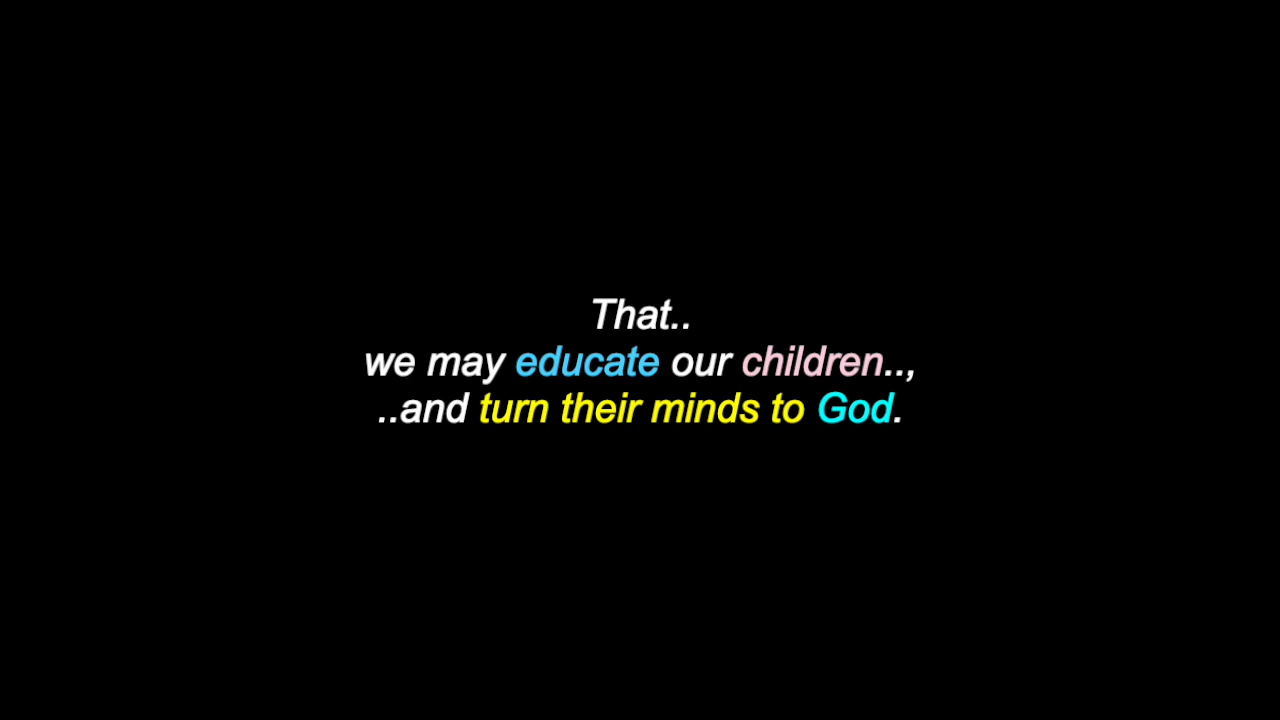 That..
we may educate our children..,
..and turn their minds to God.